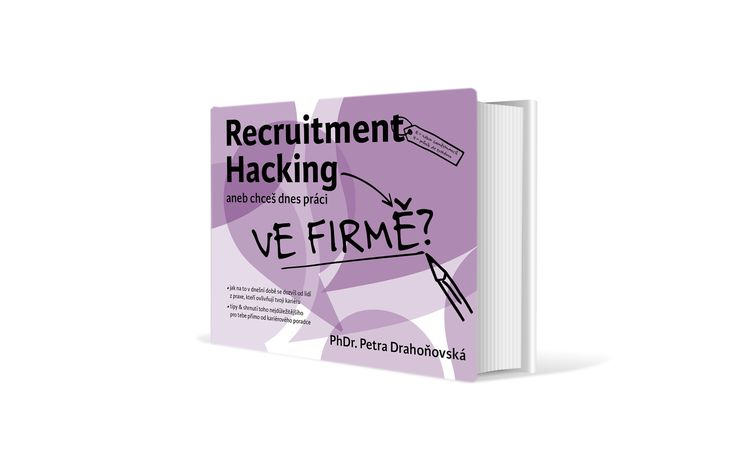 Recruitment
Hacking
aneb chceš dnes práci
VE FIRMĚ?
• jak na to v dnešní době se dozvíš od lidí
z praxe, kteří ovlivňují tvoji kariéru
• tipy & shrnutí toho nejdůležitějšího
pro tebe přímo od kariérového poradce
PhDr. Petra Drahoňovská